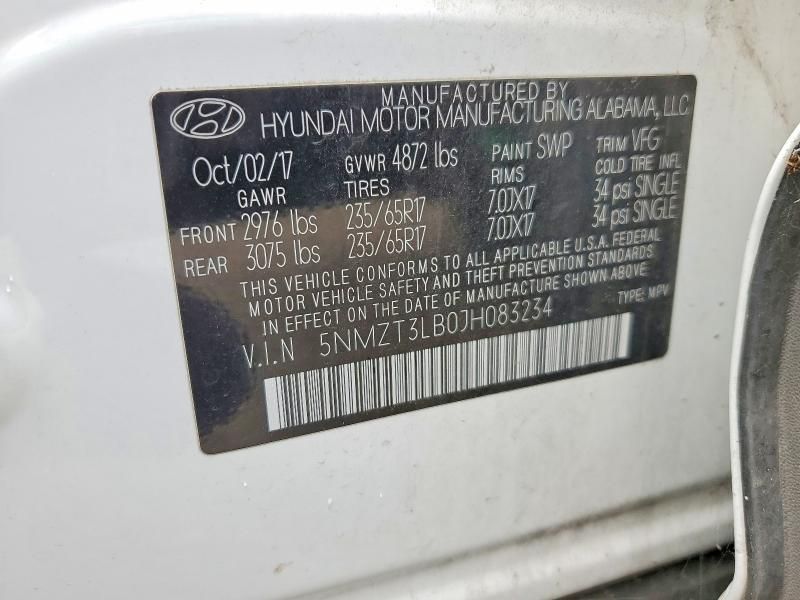 MANUFACTURED BY
HYUNDAI MOTOR MANUFACTURING ALABAMA, LLC
Oct/02/17 GVWR 4872 lbs PAINT SWP TRIM VFG
GAWR TIRES RIMS COLD TIRE INFL
FRONT 2976 lbs 235/65R17 7.0JX17 34 psi SINGLE
REAR 3075 lbs 235/65R17 7.0JX17 34 psi SINGLE
THIS VEHICLE CONFORMS TO ALL APPLICABLE U.S.A. FEDERAL
MOTOR VEHICLE SAFETY AND THEFT PREVENTION STANDARDS
IN EFFECT ON THE DATE OF MANUFACTURE SHOWN ABOVE.
V.I.N 5NMZT3LB0JH083234 TYPE: MPV